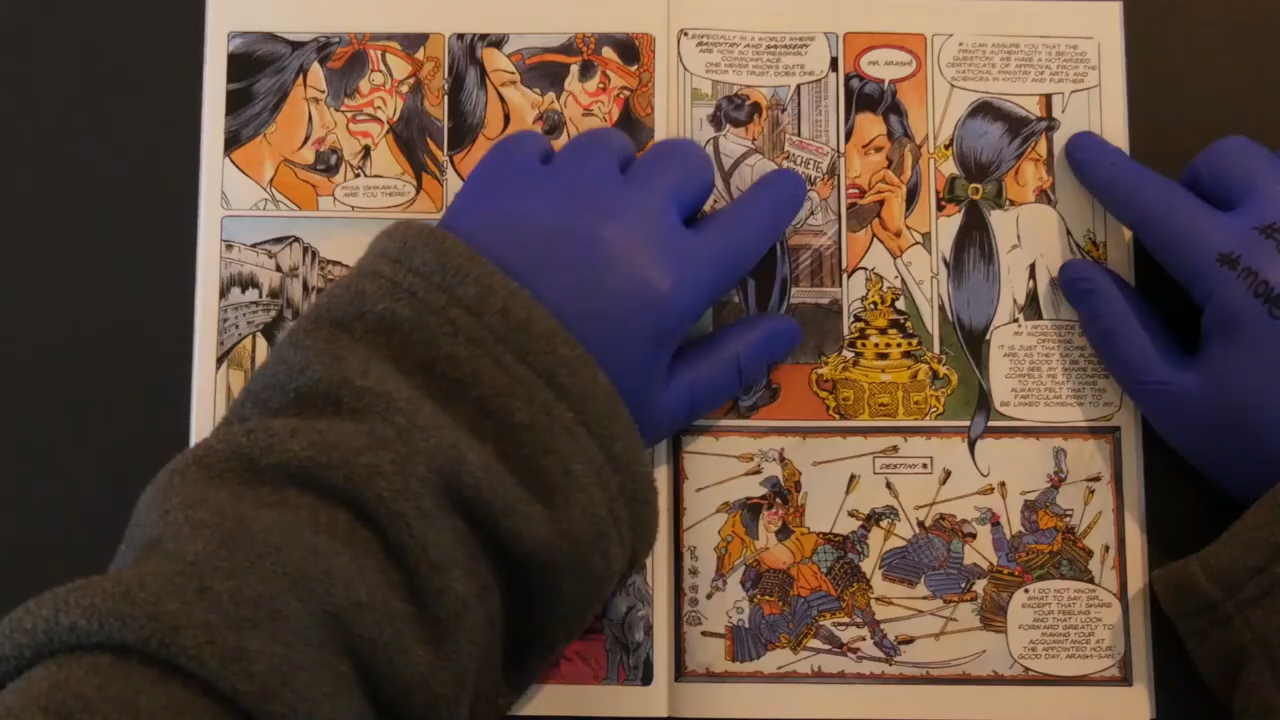 MISS ISHIKAWA..?
ARE YOU THERE?
*...ESPECIALLY IN A WORLD WHERE
BANDITRY AND SAVAGERY
ARE NOW SO DEPRESSINGLY
COMMONPLACE.
ONE NEVER KNOWS QUITE
WHOM TO TRUST, DOES ONE..?
MACHETE
MR. ARASHI!
* I CAN ASSURE YOU THAT THE
PRINT'S AUTHENTICITY IS BEYOND
QUESTION! WE HAVE A NOTARIZED
CERTIFICATE OF APPROVAL FROM THE
NATIONAL MINISTRY OF ARTS AND
SCIENCES IN KYOTO AND FURTHER--
* I APOLOGIZE
MY INCREDULITY
OFFENSE.
IT IS JUST THAT SOME
ARE, AS THEY SAY,
TOO GOOD TO BE
YOU SEE, MY SHAME NOW
COMPELS ME TO CONFIDE
TO YOU THAT I HAVE
ALWAYS FELT THAT THIS
PARTICULAR PRINT TO
BE LINKED SOMEHOW TO MY...
DESTINY.*
* I DO NOT KNOW
WHAT TO SAY, SIR...
EXCEPT THAT I SHARE
YOUR FEELING --
AND THAT I LOOK
FORWARD GREATLY TO
MAKING YOUR
ACQUAINTANCE AT
THE APPOINTED HOUR.
GOOD DAY, ARASHI-SAN.*